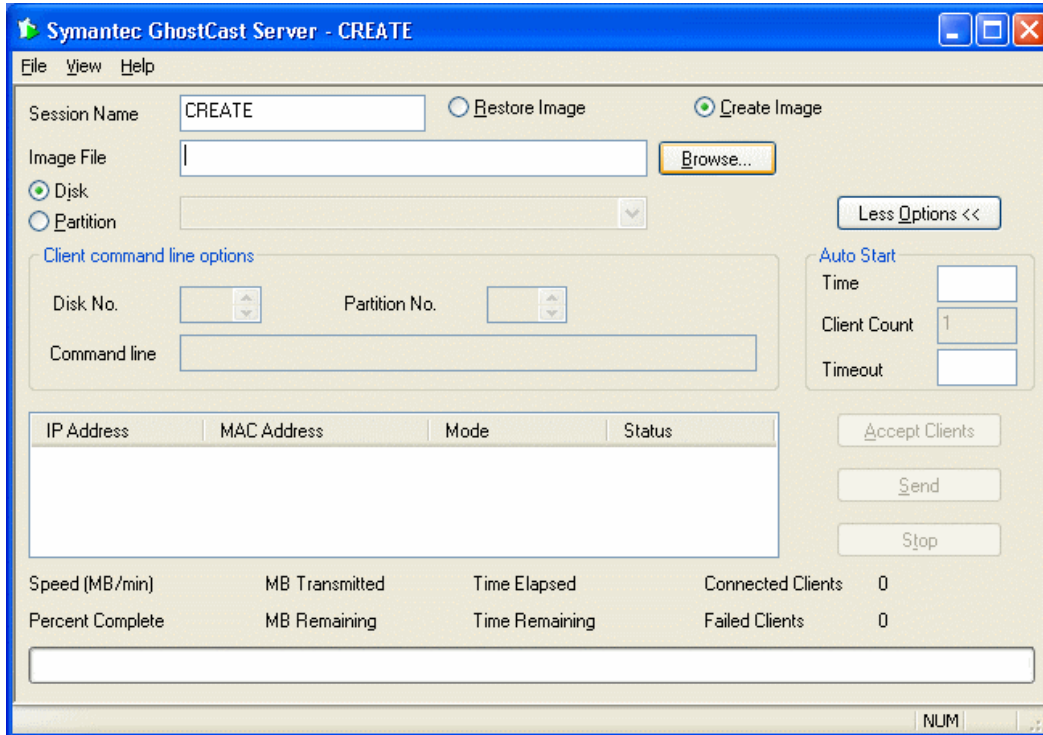 Symantec GhostCast Server - CREATE
File View Help
Session Name CREATE Restore Image Create Image
Image File Browse...
Disk
Partition Less Options <<
Client command line options Auto Start
Time
Disk No. Partition No.
Client Count 1
Command line
Timeout
IP Address MAC Address Mode Status Accept Clients
Send
Stop
Speed (MB/min) MB Transmitted Time Elapsed Connected Clients 0
Percent Complete MB Remaining Time Remaining Failed Clients 0
NUM